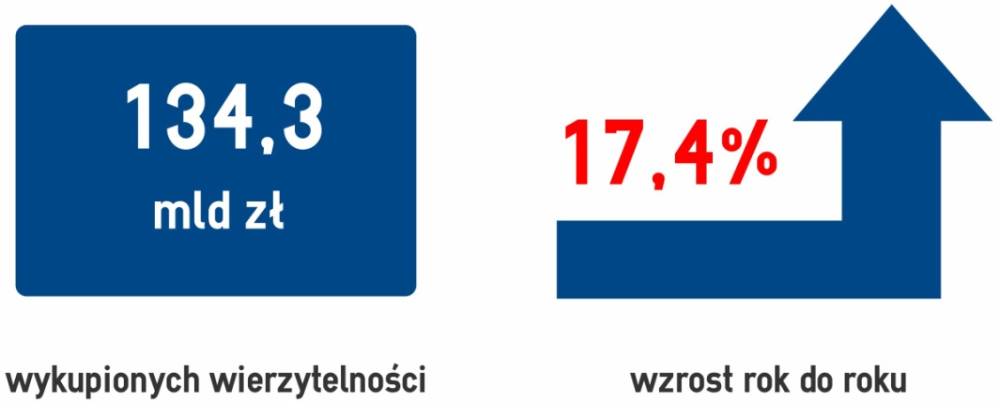 134,3
mld zł
wykupionych wierzytelności
17,4%
wzrost rok do roku